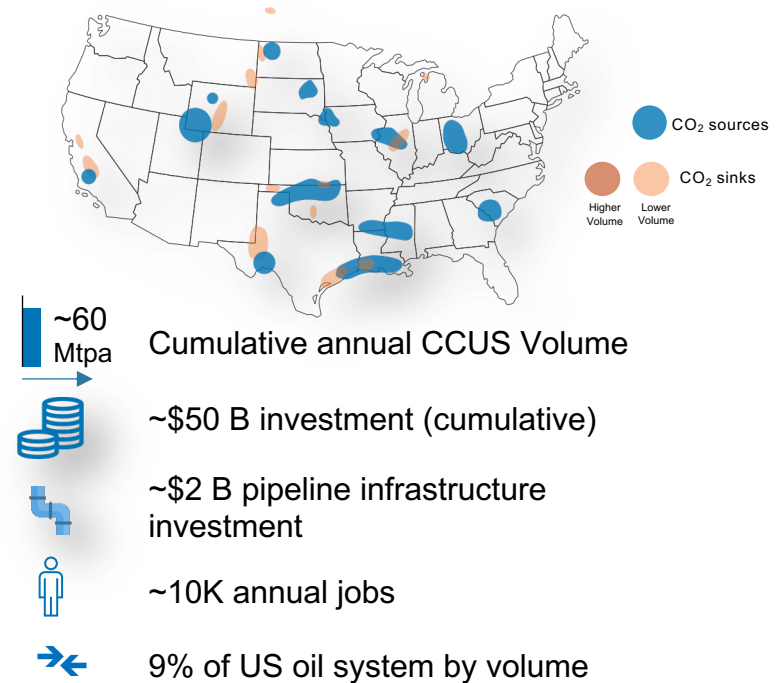 CO₂ sources
CO₂ sinks
Higher
Volume
Lower
Volume
~60
Mtpa
Cumulative annual CCUS Volume
~$50 B investment (cumulative)
~$2 B pipeline infrastructure
investment
~10K annual jobs
9% of US oil system by volume